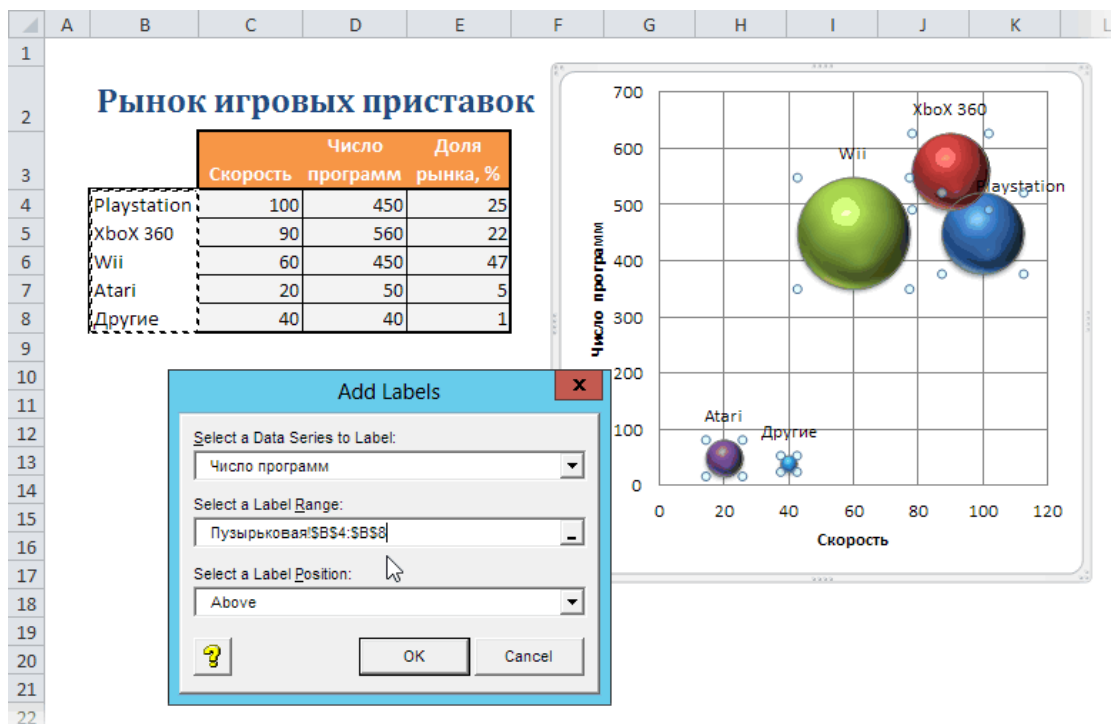 A B C D E F G H I J K L
1
2 Рынок игровых приставок
3 Скорость Число программ Доля рынка, %
4 Playstation 100 450 25
5 XboX 360 90 560 22
6 Wii 60 450 47
7 Atari 20 50 5
8 Другие 40 40 1
9
10
11
12
13
14
15
16
17
18
19
20
21
22
700
600
500
400
300
200
100
0
Число программ
XboX 360
Wii
Playstation
Atari
Другие
0 20 40 60 80 100 120
Скорость
Add Labels
x
Select a Data Series to Label:
Число программ
Select a Label Range:
Пузырьковая!$B$4:$B$8
Select a Label Position:
Above
?
OK Cancel